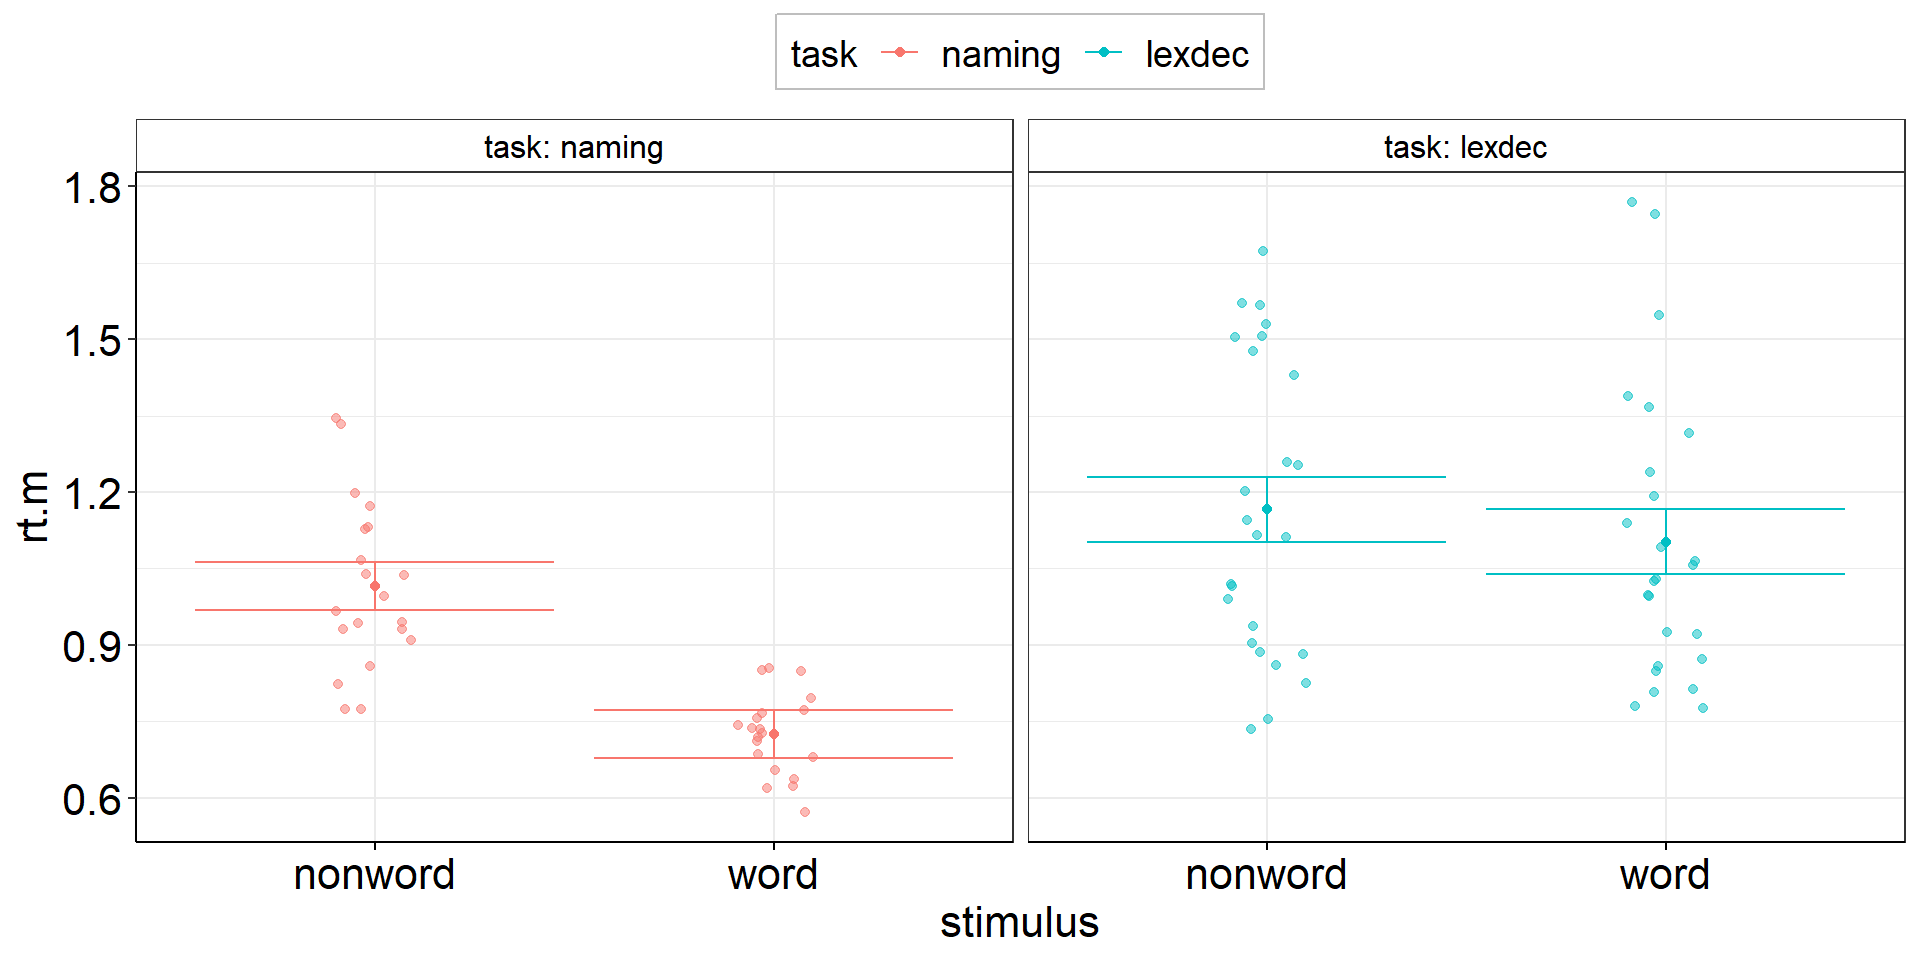 task naming lexdec
task: naming task: lexdec
1.8
1.5
1.2
0.9
0.6
rt.m
nonword word nonword word
stimulus